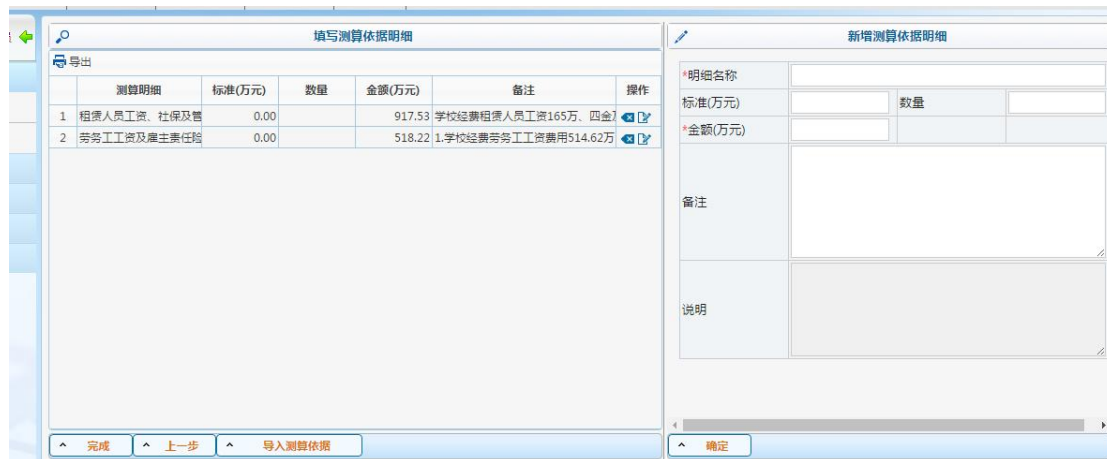 填写测算依据明细
导出
测算明细 标准(万元) 数量 金额(万元) 备注 操作
1 租赁人员工资、社保及管 0.00 917.53 学校经费租赁人员工资165万、四金
2 劳务工工资及雇主责任险 0.00 518.22 1.学校经费劳务工工资费用514.62万
完成 上一步 导入测算依据
新增测算依据明细
*明细名称
标准(万元) 数量
*金额(万元)
备注
说明
确定